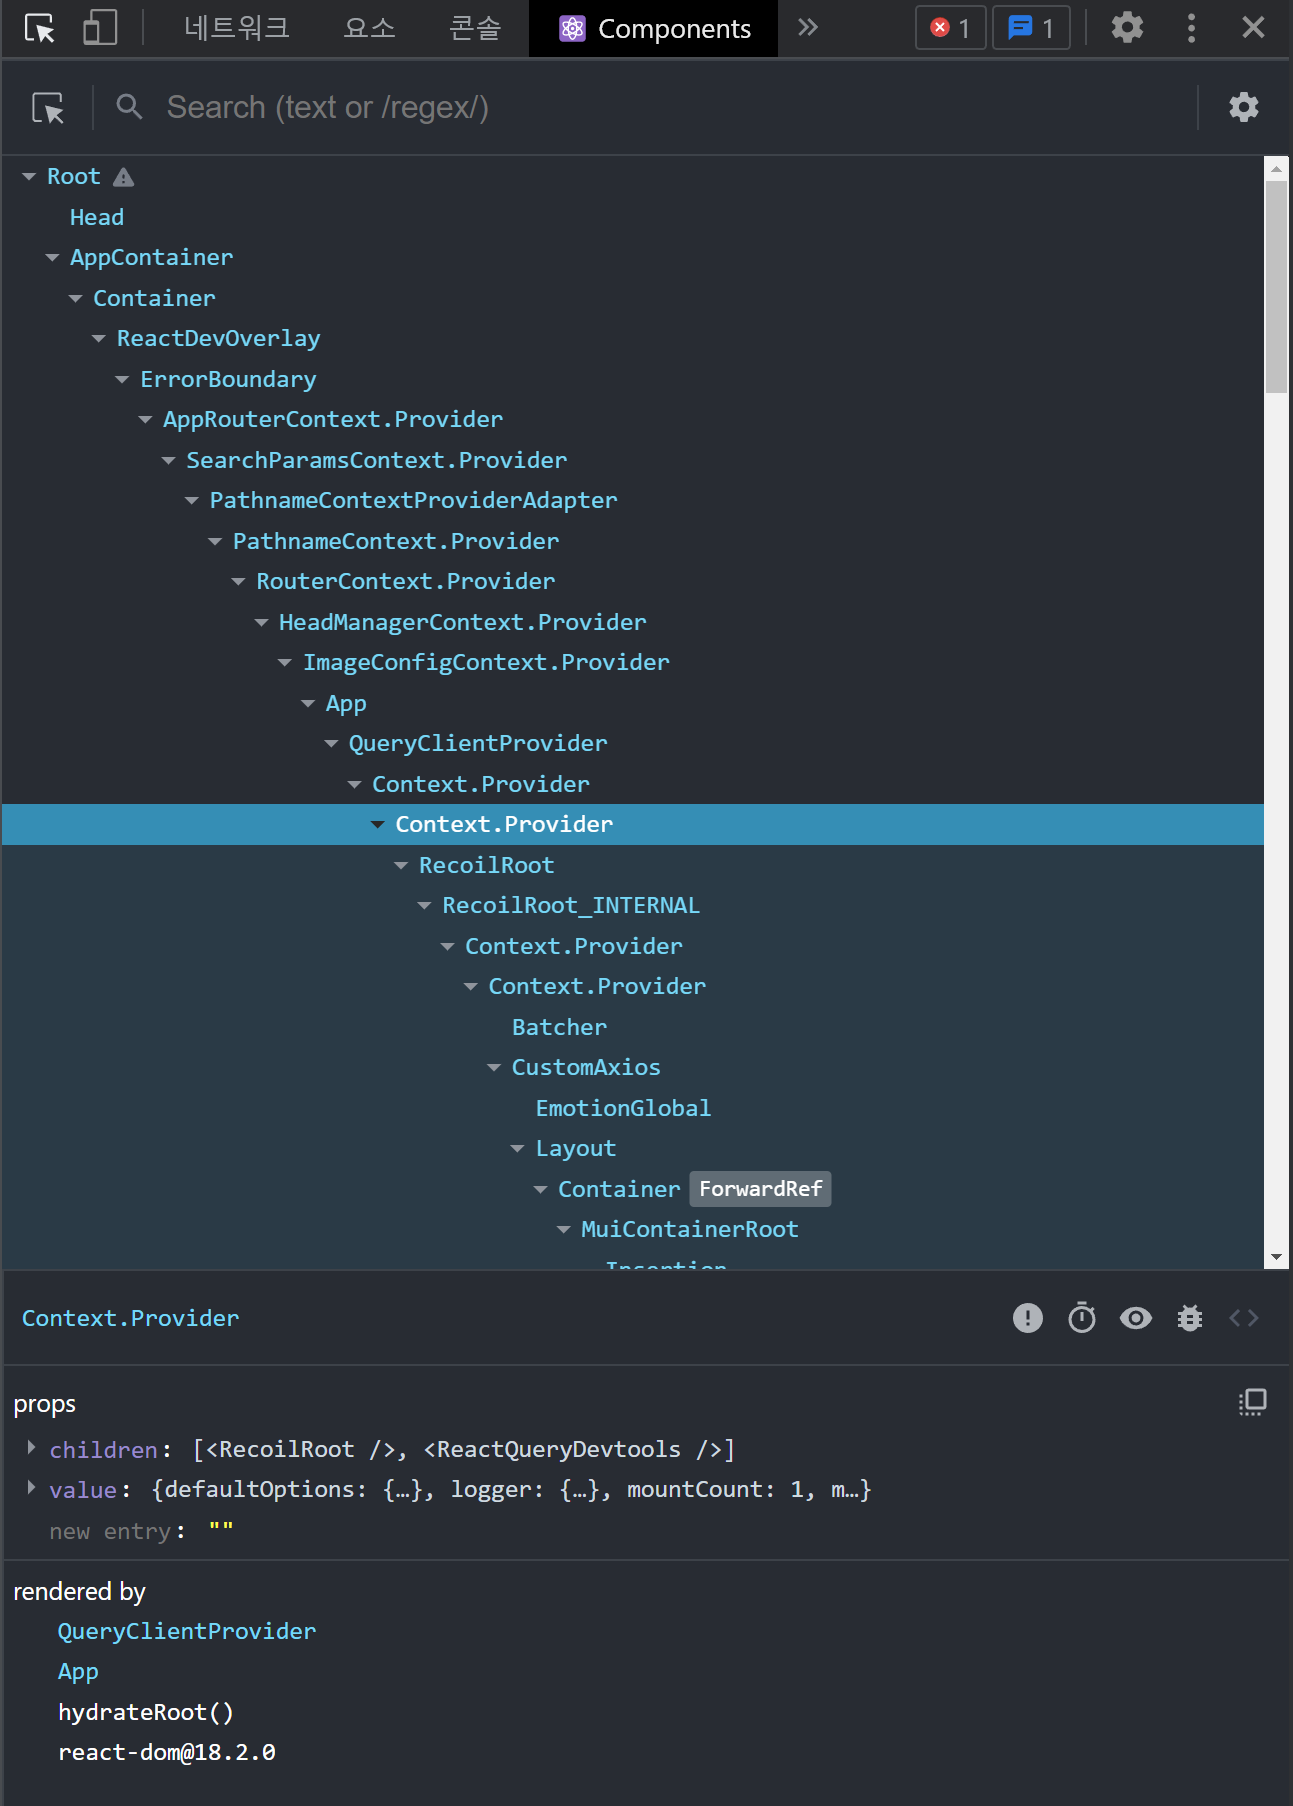 네트워크 요소 콘솔 Components 1 1
Search (text or /regex/)
Root
Head
AppContainer
Container
ReactDevOverlay
ErrorBoundary
AppRouterContext.Provider
SearchParamsContext.Provider
PathnameContextProviderAdapter
PathnameContext.Provider
RouterContext.Provider
HeadManagerContext.Provider
ImageConfigContext.Provider
App
QueryClientProvider
Context.Provider
Context.Provider
RecoilRoot
RecoilRoot_INTERNAL
Context.Provider
Context.Provider
Batcher
CustomAxios
EmotionGlobal
Layout
Container ForwardRef
MuiContainerRoot
Insertion
Context.Provider
props
children: [<RecoilRoot />, <ReactQueryDevtools />]
value: {defaultOptions: {…}, logger: {…}, mountCount: 1, m…}
new entry: ""
rendered by
QueryClientProvider
App
hydrateRoot()
react-dom@18.2.0